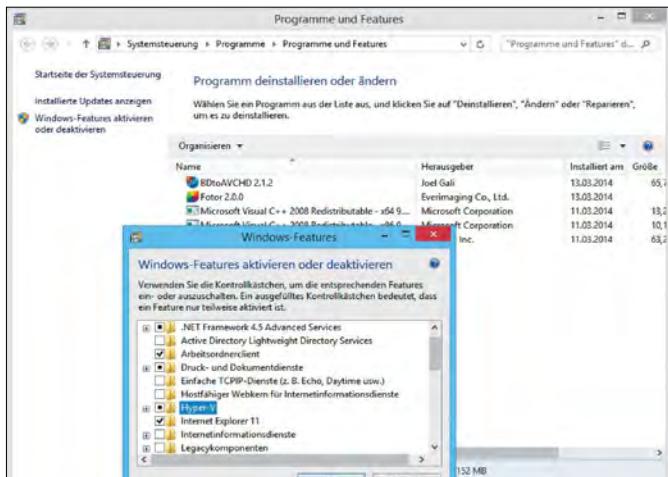 Programme und Features
Systemsteuerung Programme Programme und Features
"Programme und Features" d...
Startseite der Systemsteuerung
Installierte Updates anzeigen
Windows-Features aktivieren
oder deaktivieren
Programm deinstallieren oder ändern
Wählen Sie ein Programm aus der Liste aus, und klicken Sie auf "Deinstallieren", "Ändern" oder "Reparieren",
um es zu deinstallieren.
Organisieren
Name Herausgeber Installiert am Größe
BDtoAVCHD 2.1.2 Joel Gali 13.03.2014 65,
Fotor 2.0.0 Everimaging Co., Ltd. 13.03.2014
Microsoft Visual C++ 2008 Redistributable - x64 9.... Microsoft Corporation 11.03.2014 13,2
Microsoft Corporation 11.03.2014 10,1
Inc. 11.03.2014 63,2
Windows-Features
Windows-Features aktivieren oder deaktivieren
Verwenden Sie die Kontrollkästchen, um die entsprechenden Features
ein- oder auszuschalten. Ein ausgefülltes Kontrollkästchen bedeutet, dass
ein Feature nur teilweise aktiviert ist.
.NET Framework 4.5 Advanced Services
Active Directory Lightweight Directory Services
Arbeitsordnerclient
Druck- und Dokumentdienste
Einfache TCPIP-Dienste (z. B. Echo, Daytime usw.)
Hostfähiger Webkern für Internetinformationsdienste
Hyper-V
Internet Explorer 11
Internetinformationsdienste
Legacykomponenten
152 MB